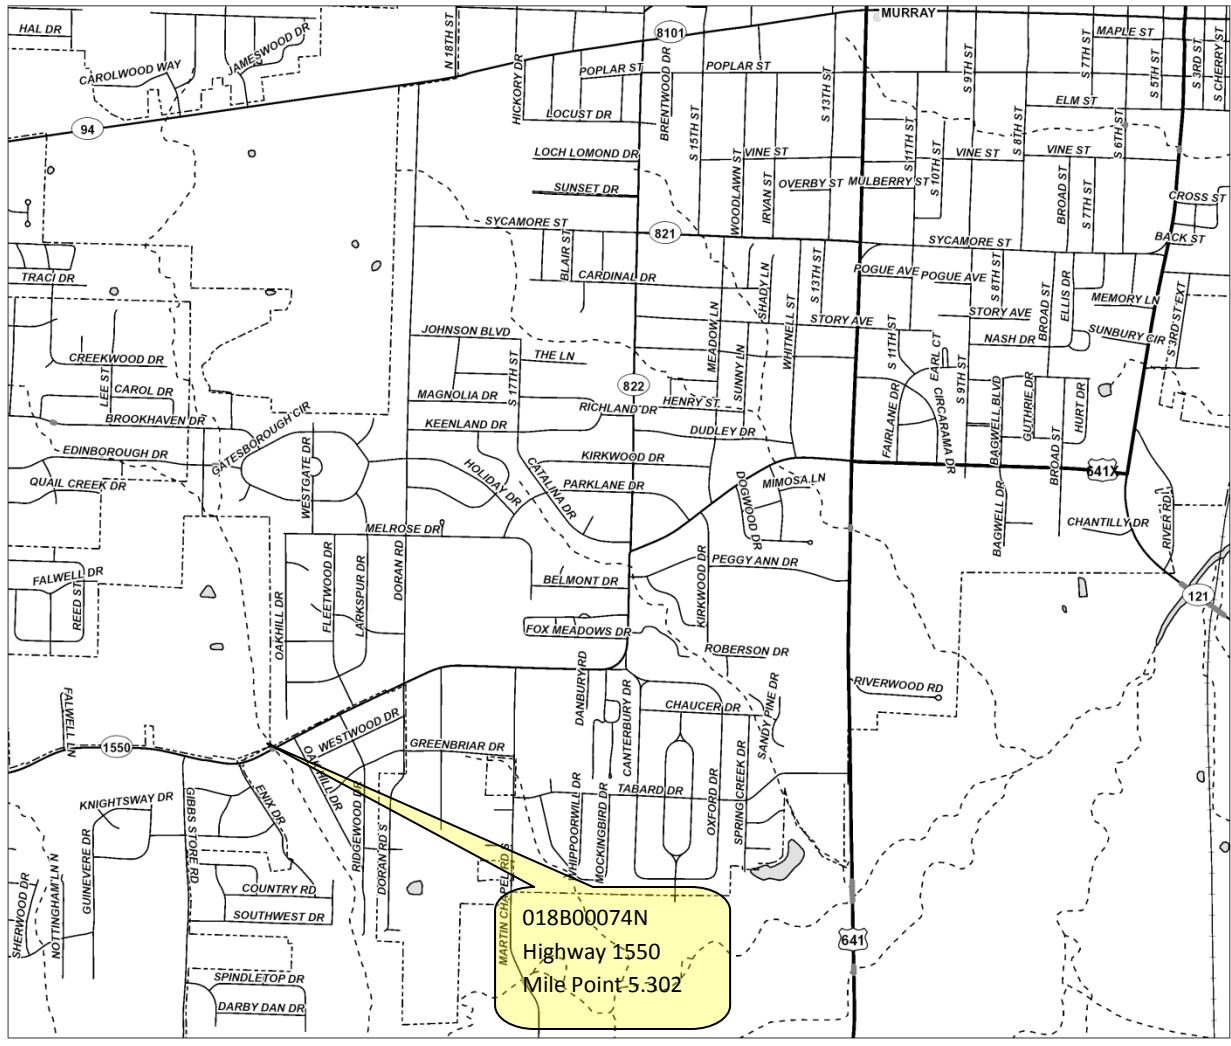 MURRAY
HAL DR
CAROLWOOD WAY
JAMESWOOD DR
N 18TH ST
8101
HICKORY DR
POPLAR ST
BRENTWOOD DR
POPLAR ST
S 13TH ST
S 9TH ST
S 7TH ST
MAPLE ST
S 5TH ST
S 3RD ST
S CHERRY ST
94
LOCUST DR
S 15TH ST
ELM ST
S 11TH ST
S 10TH ST
S 8TH ST
S 6TH ST
LOCH LOMOND DR
VINE ST
VINE ST
VINE ST
SUNSET DR
WOODLAWN ST
IRVAN ST
OVERBY ST
MULBERRY ST
BROAD ST
S 7TH ST
CROSS ST
SYCAMORE ST
821
SYCAMORE ST
BACK ST
BLAIR ST
CARDINAL DR
SHADY LN
S 13TH ST
POGUE AVE
POGUE AVE
S 8TH ST
ELLIS DR
MEMORY LN
TRACI DR
S 3RD ST EXT
JOHNSON BLVD
MEADOW LN
WHITNELL ST
STORY AVE
STORY AVE
BROAD ST
NASH DR
SUNBURY CIR
S 11TH ST
EARL CT
CREEKWOOD DR
THE LN
S 17TH ST
SUNNY LN
S 9TH ST
LEE ST
CAROL DR
822
MAGNOLIA DR
RICHLAND DR
HENRY ST
FAIRLANE DR
CIRCARAMA DR
BAGWELL BLVD
GUTHRIE DR
HURT DR
BROOKHAVEN DR
GATESBOROUGH CIR
KEENLAND DR
DUDLEY DR
BROAD ST
EDINBOROUGH DR
WESTGATE DR
HOLIDAY DR
CATALINA DR
KIRKWOOD DR
641X
QUAIL CREEK DR
PARKLANE DR
DOGWOOD DR
MIMOSA LN
BAGWELL DR
CHANTILLY DR
RIVER RD
MELROSE DR
FALWELL DR
REED ST
OAKHILL DR
FLEETWOOD DR
LARKSPUR DR
DORAN RD
BELMONT DR
KIRKWOOD DR
PEGGY ANN DR
121
FOX MEADOWS DR
ROBERSON DR
FALWELL LN
DANBURY RD
CANTERBURY DR
CHAUCER DR
SANDY PINE DR
RIVERWOOD RD
1550
WESTWOOD DR
GREENBRIAR DR
OAKHILL DR
ENIX DR
KNIGHTSWAY DR
GIBBS STORE RD
RIDGEWOOD DR
WHIPPOORWILL DR
MOCKINGBIRD DR
TABARD DR
OXFORD DR
SPRING CREEK DR
SHERWOOD DR
NOTTINGHAM LN N
GUINEVERE DR
DORAN RD S
MARTIN CHAPEL RD S
COUNTRY RD
SOUTHWEST DR
018B00074N
Highway 1550
Mile Point 5.302
641
SPINDLETOP DR
DARBY DAN DR